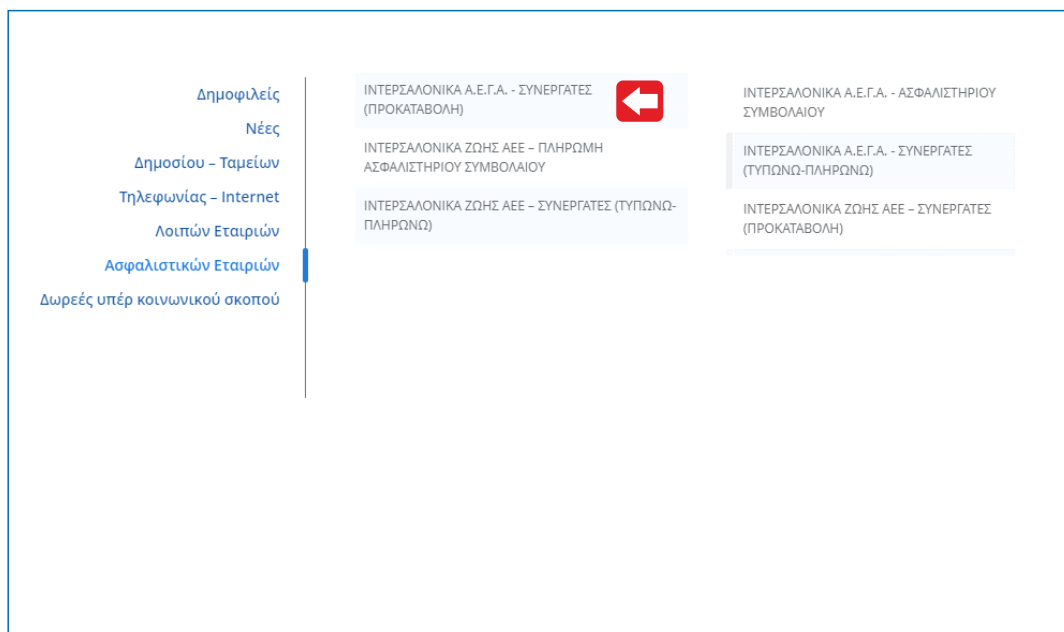 Δημοφιλείς
Νέες
Δημοσίου – Ταμείων
Τηλεφωνίας – Internet
Λοιπών Εταιριών
Ασφαλιστικών Εταιριών
Δωρεές υπέρ κοινωνικού σκοπού
ΙΝΤΕΡΣΑΛΟΝΙΚΑ Α.Ε.Γ.Α. - ΣΥΝΕΡΓΑΤΕΣ
(ΠΡΟΚΑΤΑΒΟΛΗ)
ΙΝΤΕΡΣΑΛΟΝΙΚΑ ΖΩΗΣ ΑΕΕ – ΠΛΗΡΩΜΗ
ΑΣΦΑΛΙΣΤΗΡΙΟΥ ΣΥΜΒΟΛΑΙΟΥ
ΙΝΤΕΡΣΑΛΟΝΙΚΑ ΖΩΗΣ ΑΕΕ – ΣΥΝΕΡΓΑΤΕΣ (ΤΥΠΩΝΩ-
ΠΛΗΡΩΝΩ)
ΙΝΤΕΡΣΑΛΟΝΙΚΑ Α.Ε.Γ.Α. - ΑΣΦΑΛΙΣΤΗΡΙΟΥ
ΣΥΜΒΟΛΑΙΟΥ
ΙΝΤΕΡΣΑΛΟΝΙΚΑ Α.Ε.Γ.Α. - ΣΥΝΕΡΓΑΤΕΣ
(ΤΥΠΩΝΩ-ΠΛΗΡΩΝΩ)
ΙΝΤΕΡΣΑΛΟΝΙΚΑ ΖΩΗΣ ΑΕΕ – ΣΥΝΕΡΓΑΤΕΣ
(ΠΡΟΚΑΤΑΒΟΛΗ)